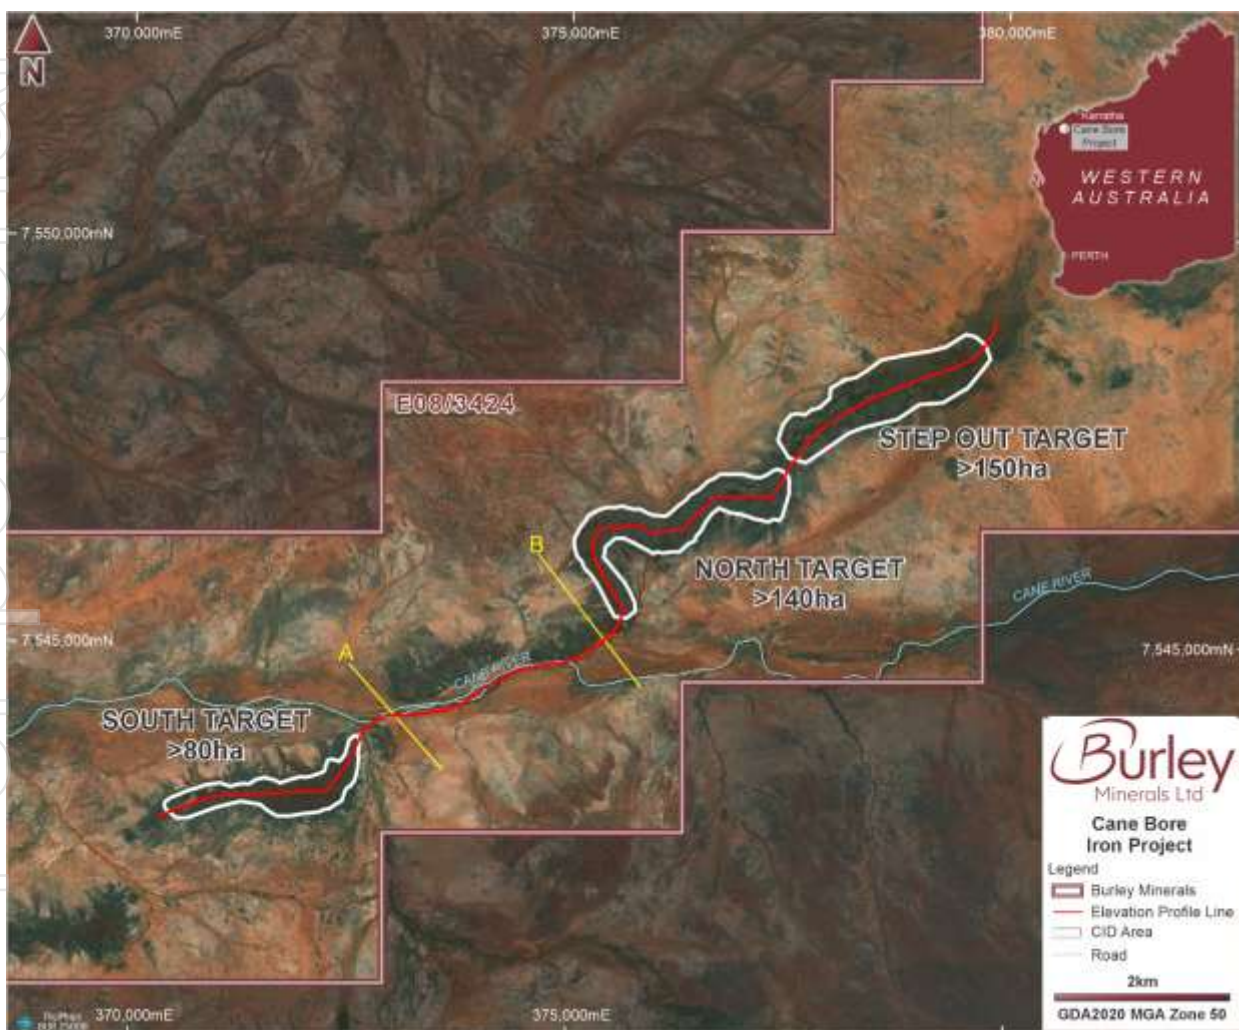 370,000mE
375,000mE
380,000mE
N
Karratha
Cane Bore
Project
WESTERN
AUSTRALIA
PERTH
7,550,000mN
E08/3424
STEP OUT TARGET
>150ha
B
NORTH TARGET
>140ha
CANE RIVER
7,545,000mN
7,545,000mN
A
CANE RIVER
SOUTH TARGET
>80ha
Burley
Minerals Ltd
Cane Bore
Iron Project
Legend
Burley Minerals
Elevation Profile Line
CID Area
Road
2km
GDA2020 MGA Zone 50
370,000mE
375,000mE